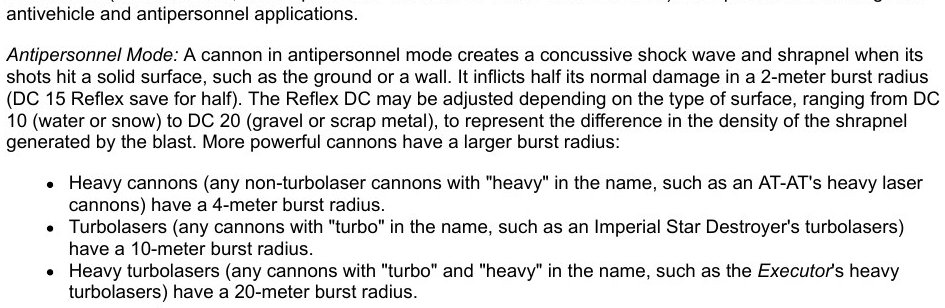 antivehicle and antipersonnel applications.
Antipersonnel Mode: A cannon in antipersonnel mode creates a concussive shock wave and shrapnel when its
shots hit a solid surface, such as the ground or a wall. It inflicts half its normal damage in a 2-meter burst radius
(DC 15 Reflex save for half). The Reflex DC may be adjusted depending on the type of surface, ranging from DC
10 (water or snow) to DC 20 (gravel or scrap metal), to represent the difference in the density of the shrapnel
generated by the blast. More powerful cannons have a larger burst radius:
• Heavy cannons (any non-turbolaser cannons with "heavy" in the name, such as an AT-AT's heavy laser
cannons) have a 4-meter burst radius.
• Turbolasers (any cannons with "turbo" in the name, such as an Imperial Star Destroyer's turbolasers)
have a 10-meter burst radius.
• Heavy turbolasers (any cannons with "turbo" and "heavy" in the name, such as the Executor's heavy
turbolasers) have a 20-meter burst radius.